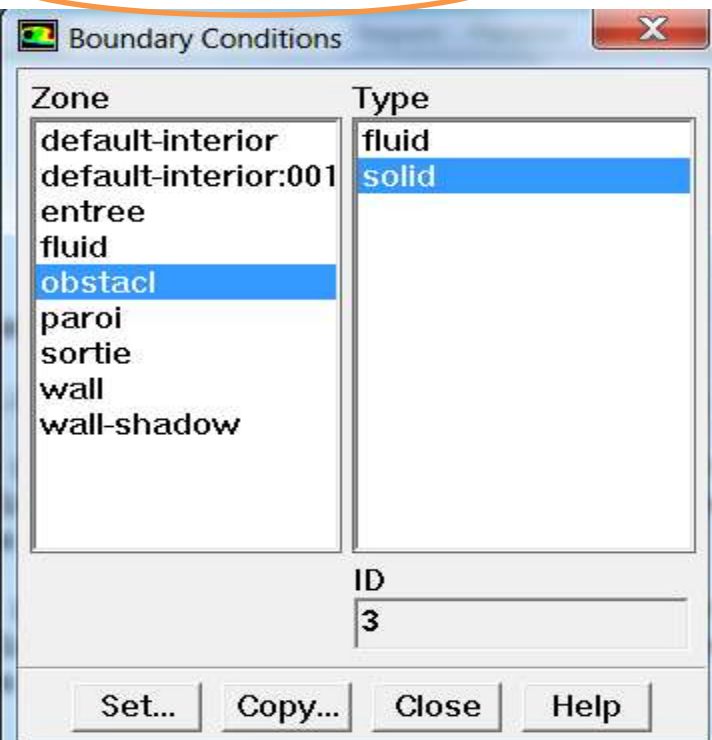 Boundary Conditions
Zone
Type
default-interior
default-interior:001
entree
fluid
obstacl
paroi
sortie
wall
wall-shadow
fluid
solid
ID
3
Set...
Copy...
Close
Help